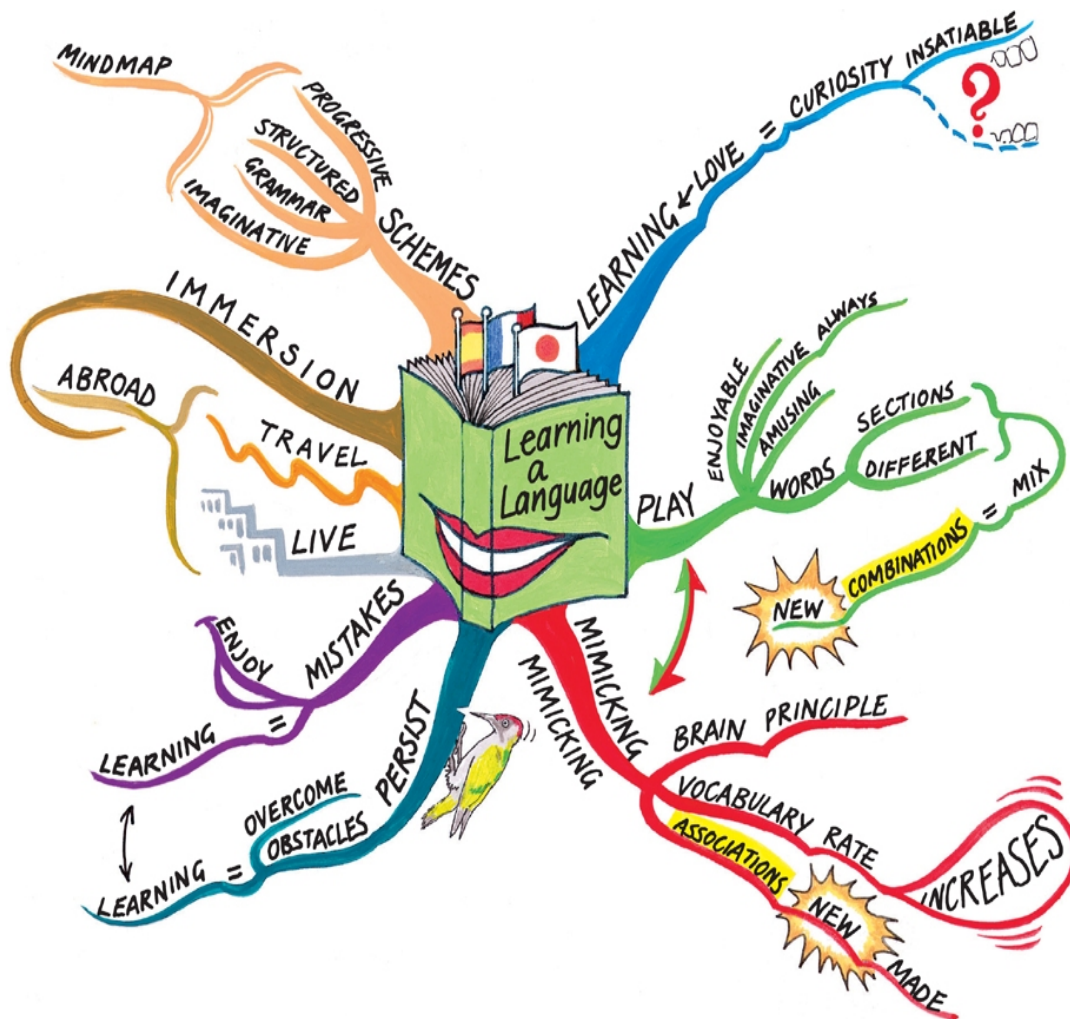 Learning
a
Language
LEARNING
LOVE
=
CURIOSITY INSATIABLE
?
PLAY
ENJOYABLE
IMAGINATIVE ALWAYS
AMUSING
WORDS
SECTIONS
DIFFERENT
MIX
=
COMBINATIONS
NEW
MIMICKING
MIMICKING
BRAIN PRINCIPLE
VOCABULARY RATE
INCREASES
ASSOCIATIONS
NEW
MADE
PERSIST
OVERCOME
OBSTACLES
=
LEARNING
MISTAKES
ENJOY
=
LEARNING
LIVE
TRAVEL
IMMERSION
ABROAD
SCHEMES
PROGRESSIVE
STRUCTURED
GRAMMAR
IMAGINATIVE
MINDMAP